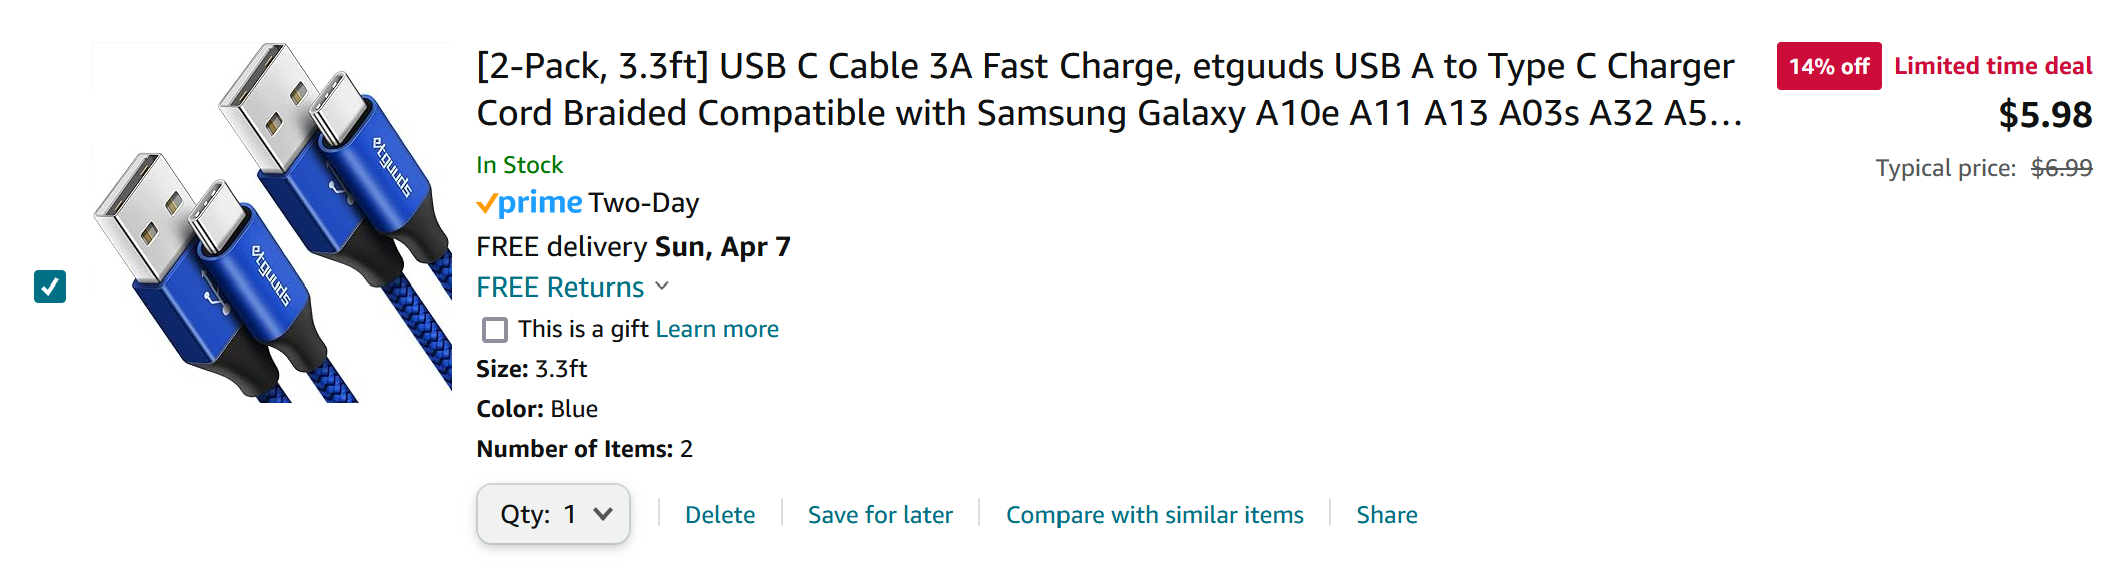 [2-Pack, 3.3ft] USB C Cable 3A Fast Charge, etguuds USB A to Type C Charger
Cord Braided Compatible with Samsung Galaxy A10e A11 A13 A03s A32 A5...
14% off Limited time deal
$5.98
Typical price: $6.99
etguuds
etguuds
In Stock
prime Two-Day
FREE delivery Sun, Apr 7
FREE Returns
This is a gift Learn more
Size: 3.3ft
Color: Blue
Number of Items: 2
Qty: 1
Delete
Save for later
Compare with similar items
Share